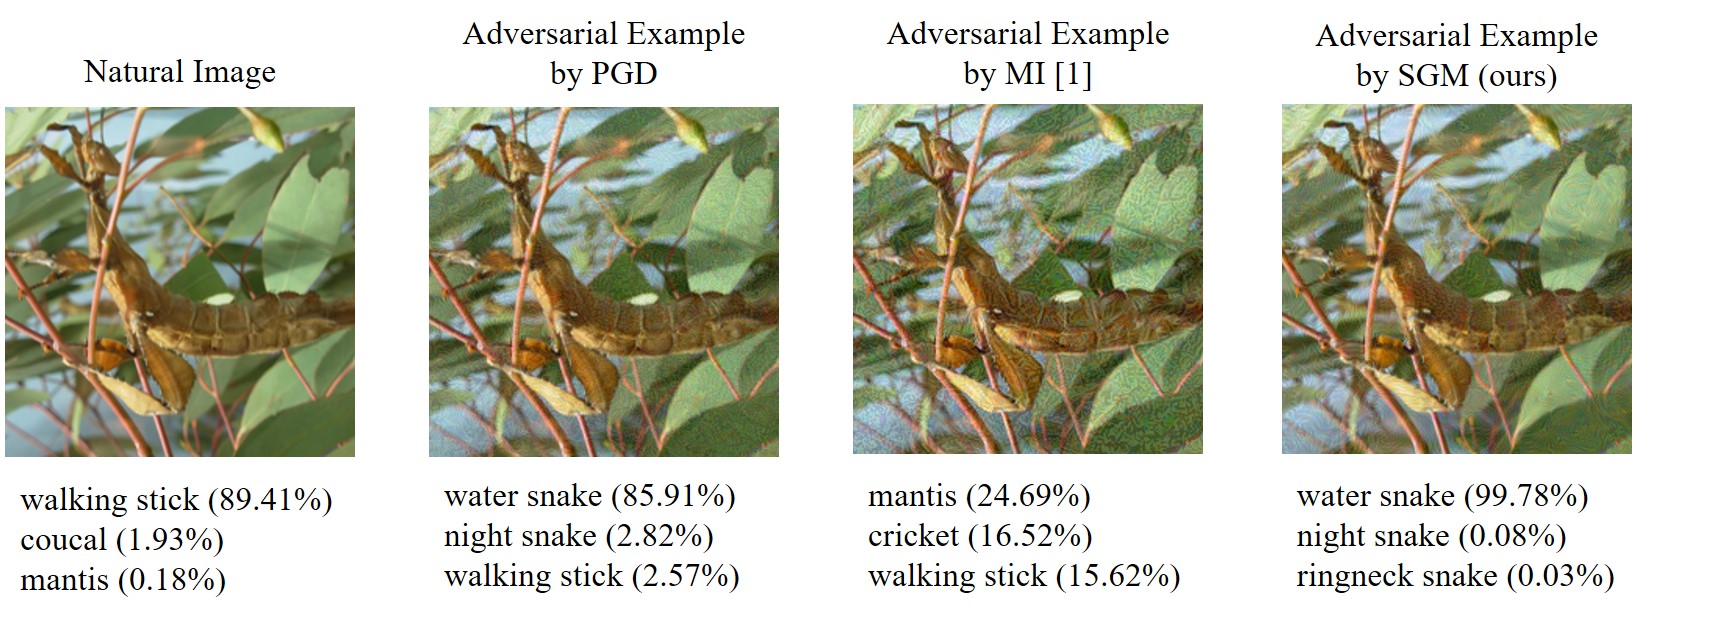 Natural Image
Adversarial Example
by PGD
Adversarial Example
by MI [1]
Adversarial Example
by SGM (ours)
walking stick (89.41%)
coucal (1.93%)
mantis (0.18%)
water snake (85.91%)
night snake (2.82%)
walking stick (2.57%)
mantis (24.69%)
cricket (16.52%)
walking stick (15.62%)
water snake (99.78%)
night snake (0.08%)
ringneck snake (0.03%)